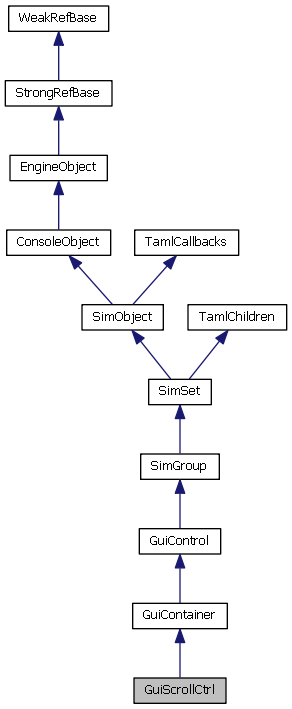 WeakRefBase
StrongRefBase
EngineObject
ConsoleObject
TamlCallbacks
SimObject
TamlChildren
SimSet
SimGroup
GuiControl
GuiContainer
GuiScrollCtrl